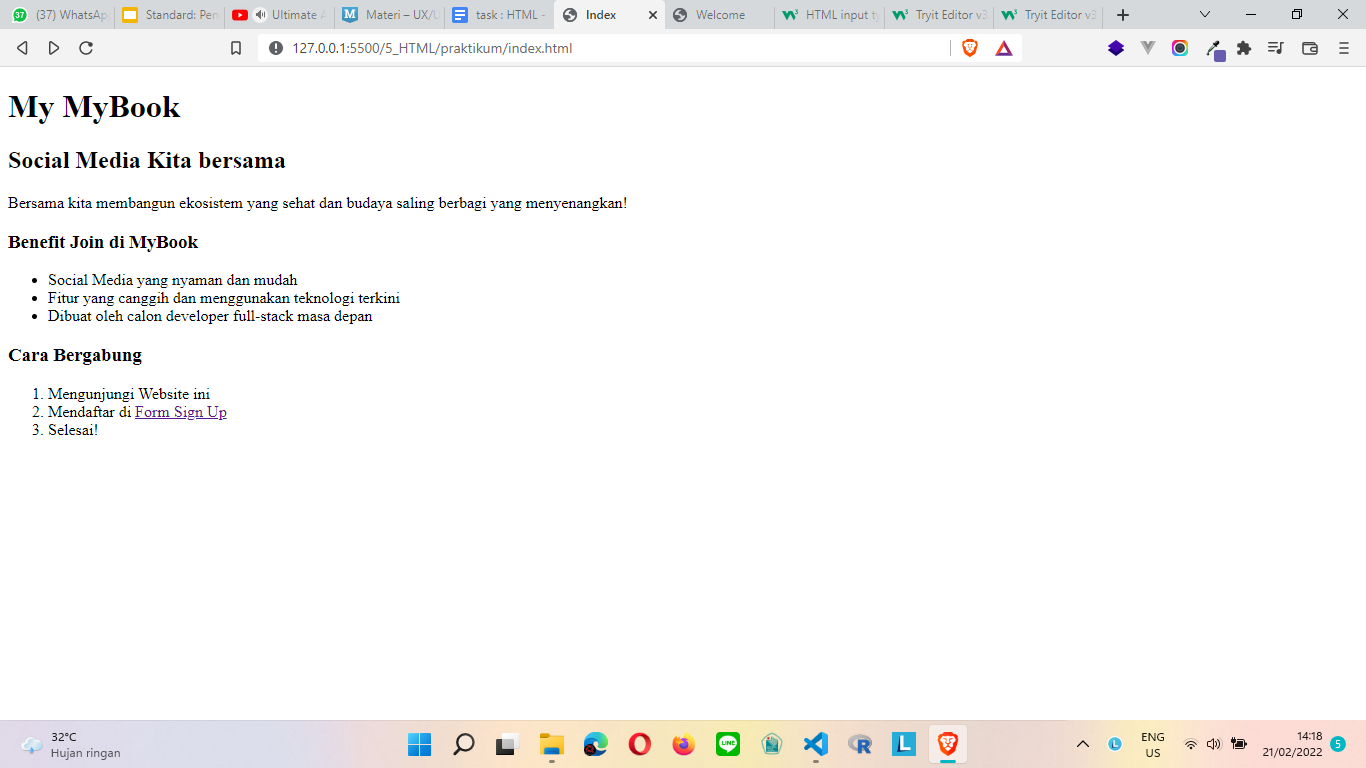 (37) WhatsAp
Standard: Pen
Ultimate
Materi – UX/U
task : HTML -
Index
Welcome
HTML input ty
Tryit Editor v3
Tryit Editor v3
127.0.0.1:5500/5_HTML/praktikum/index.html
My MyBook
Social Media Kita bersama
Bersama kita membangun ekosistem yang sehat dan budaya saling berbagi yang menyenangkan!
Benefit Join di MyBook
• Social Media yang nyaman dan mudah
• Fitur yang canggih dan menggunakan teknologi terkini
• Dibuat oleh calon developer full-stack masa depan
Cara Bergabung
1. Mengunjungi Website ini
2. Mendaftar di Form Sign Up
3. Selesai!
32°C
Hujan ringan
ENG
US
14:18
21/02/2022
5